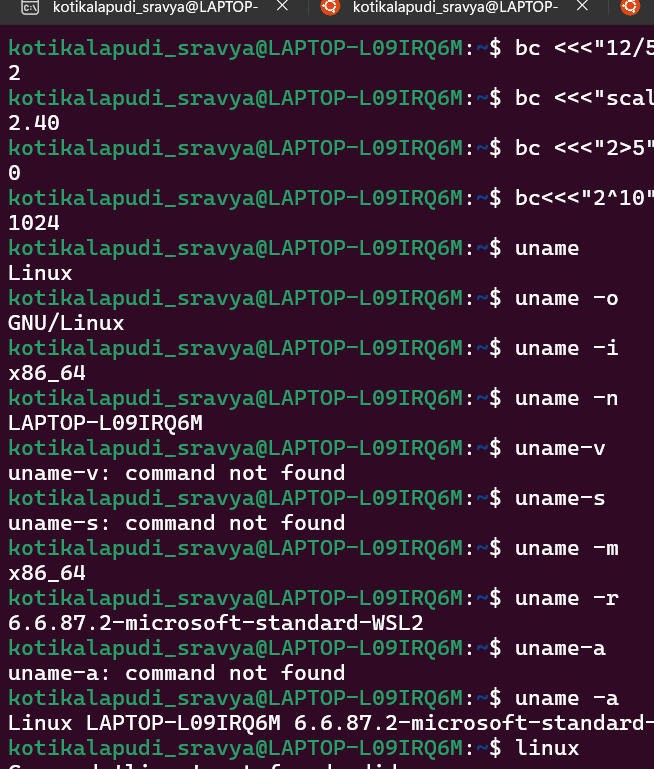 kotikalapudi_sravya@LAPTOP- kotikalapudi_sravya@LAPTOP-
kotikalapudi_sravya@LAPTOP-L09IRQ6M:~$ bc <<<"12/5
2
kotikalapudi_sravya@LAPTOP-L09IRQ6M:~$ bc <<<"scal
2.40
kotikalapudi_sravya@LAPTOP-L09IRQ6M:~$ bc <<<"2>5"
0
kotikalapudi_sravya@LAPTOP-L09IRQ6M:~$ bc<<<"2^10"
1024
kotikalapudi_sravya@LAPTOP-L09IRQ6M:~$ uname
Linux
kotikalapudi_sravya@LAPTOP-L09IRQ6M:~$ uname -o
GNU/Linux
kotikalapudi_sravya@LAPTOP-L09IRQ6M:~$ uname -i
x86_64
kotikalapudi_sravya@LAPTOP-L09IRQ6M:~$ uname -n
LAPTOP-L09IRQ6M
kotikalapudi_sravya@LAPTOP-L09IRQ6M:~$ uname-v
uname-v: command not found
kotikalapudi_sravya@LAPTOP-L09IRQ6M:~$ uname-s
uname-s: command not found
kotikalapudi_sravya@LAPTOP-L09IRQ6M:~$ uname -m
x86_64
kotikalapudi_sravya@LAPTOP-L09IRQ6M:~$ uname -r
6.6.87.2-microsoft-standard-WSL2
kotikalapudi_sravya@LAPTOP-L09IRQ6M:~$ uname-a
uname-a: command not found
kotikalapudi_sravya@LAPTOP-L09IRQ6M:~$ uname -a
Linux LAPTOP-L09IRQ6M 6.6.87.2-microsoft-standard-
kotikalapudi_sravya@LAPTOP-L09IRQ6M:~$ linux